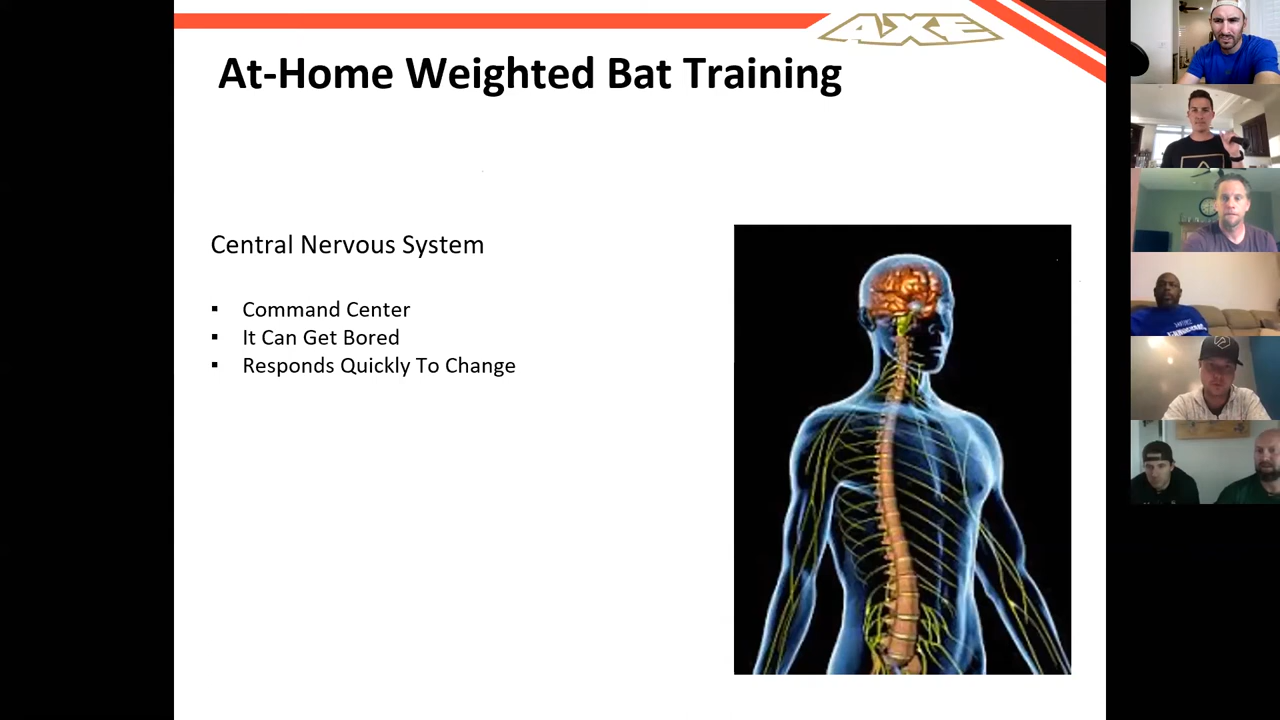 AXE
At-Home Weighted Bat Training
Central Nervous System
▪ Command Center
▪ It Can Get Bored
▪ Responds Quickly To Change